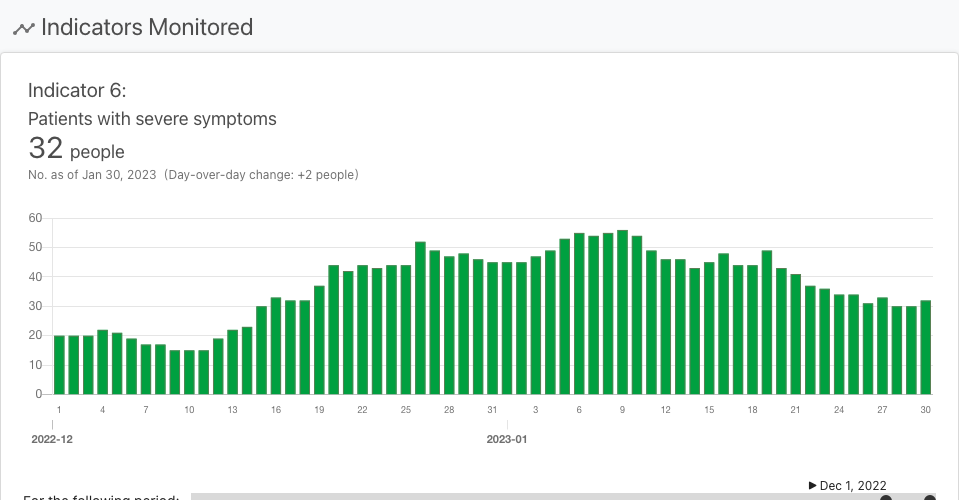 Indicators Monitored
Indicator 6:
Patients with severe symptoms
32 people
No. as of Jan 30, 2023 (Day-over-day change: +2 people)
60
50
40
30
20
10
0
1 4 7 10 13 16 19 22 25 28 31 3 6 9 12 15 18 21 24 27 30
2022-12 2023-01
▶ Dec 1, 2022
For the following period: